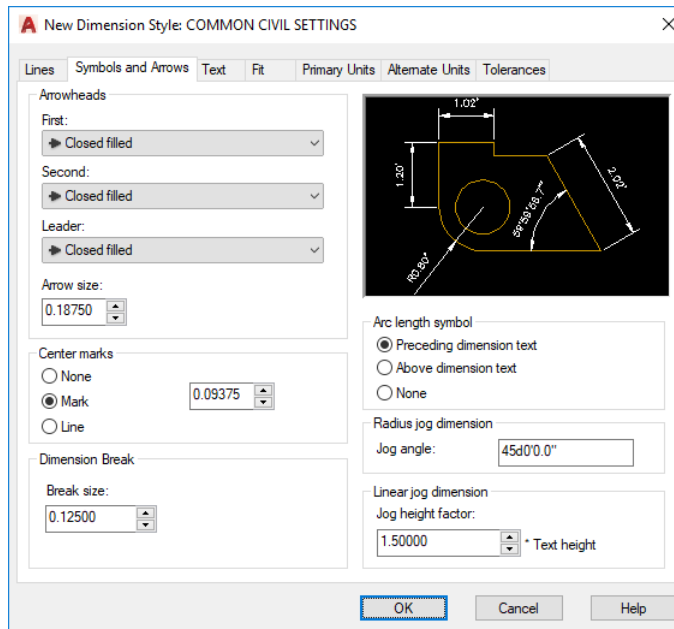 New Dimension Style: COMMON CIVIL SETTINGS
Lines Symbols and Arrows Text Fit Primary Units Alternate Units Tolerances
Arrowheads
First:
Closed filled
Second:
Closed filled
Leader:
Closed filled
Arrow size:
0.18750
Center marks
None
Mark
Line
0.09375
Dimension Break
Break size:
0.12500
1.02'
1.20'
2.02'
59°59'56.7"
R0.80'
Arc length symbol
Preceding dimension text
Above dimension text
None
Radius jog dimension
Jog angle:
45d0'0.0"
Linear jog dimension
Jog height factor:
1.50000
* Text height
OK Cancel Help